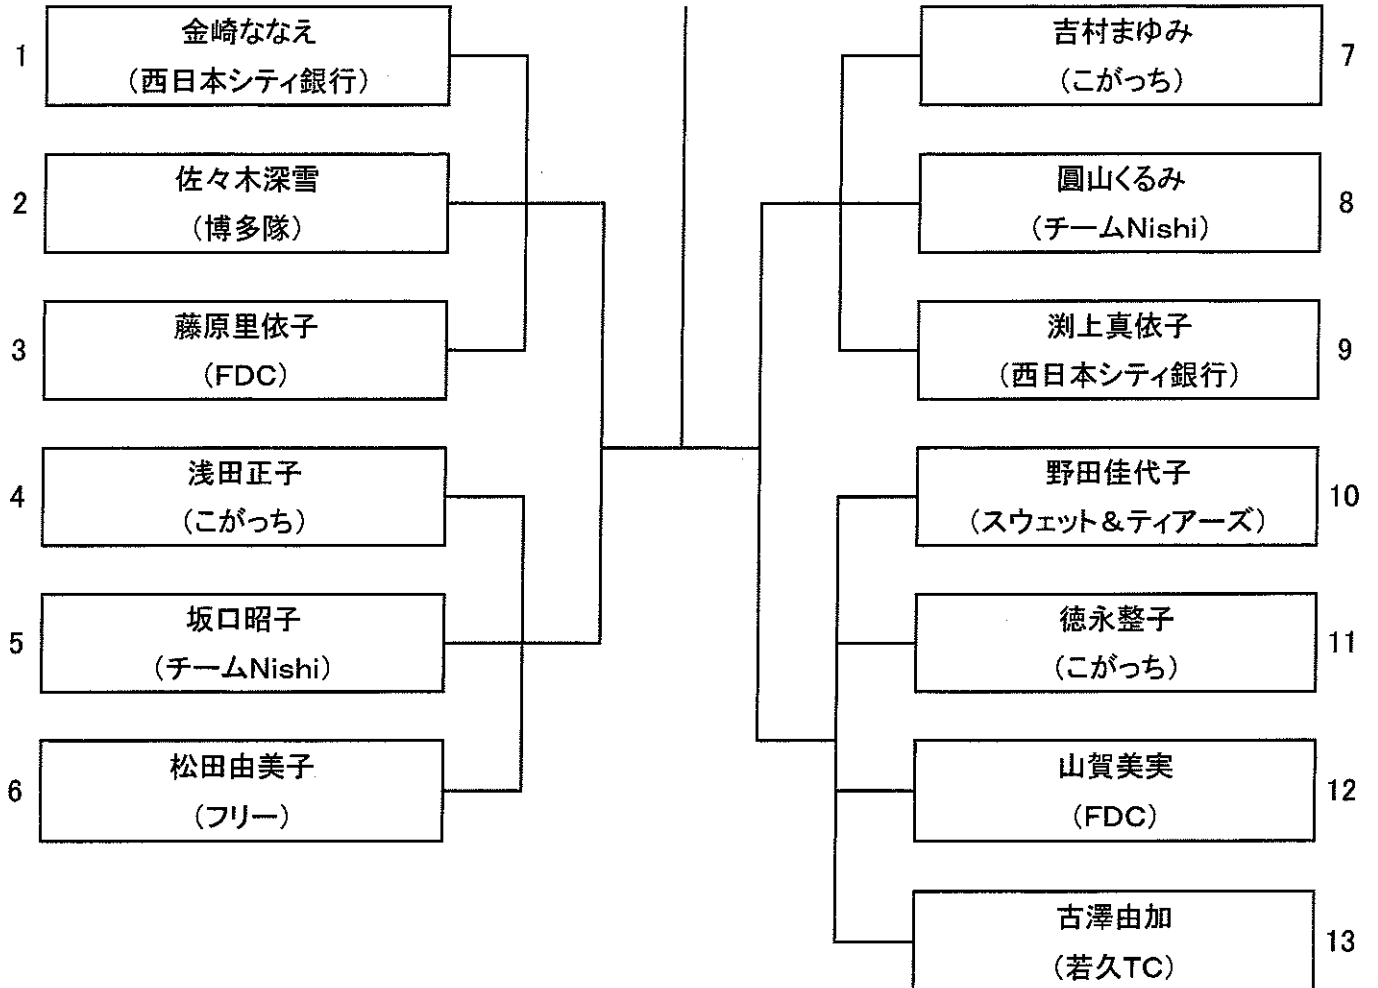 1
金崎ななえ
(西日本シティ銀行)
2
佐々木深雪
(博多隊)
3
藤原里依子
(FDC)
4
浅田正子
(こがっち)
5
坂口昭子
(チームNishi)
6
松田由美子
(フリー)
吉村まゆみ
(こがっち)
7
圓山くるみ
(チームNishi)
8
渕上真依子
(西日本シティ銀行)
9
野田佳代子
(スウェット＆ティアーズ)
10
徳永整子
(こがっち)
11
山賀美実
(FDC)
12
古澤由加
(若久TC)
13